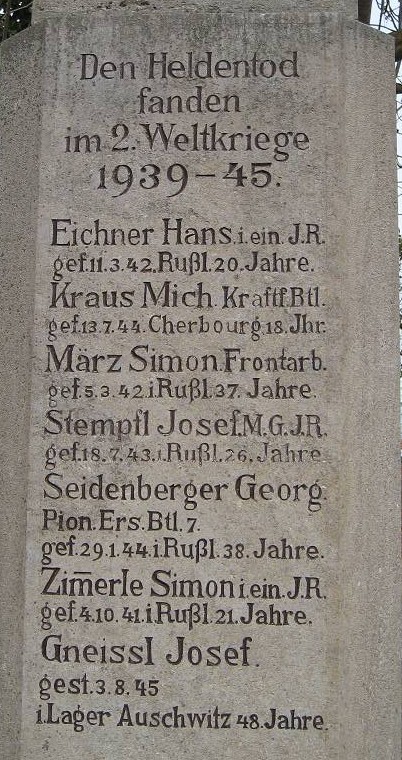 Den Heldentod
fanden
im 2. Weltkriege
1939-45.
Eichner Hans. i. ein. J.R.
gef. 11.3.42. Rußl. 20. Jahre.
Kraus Mich. Kraftf. Btl.
gef. 13.7.44. Cherbourg. 18. Jhr.
März Simon. Frontarb.
gef. 5.3.42. i. Rußl. 37. Jahre.
Stempfl Josef. M.G.J.R.
gef. 18.7.43. i. Rußl. 26. Jahre.
Seidenberger Georg.
Pion. Ers. Btl. 7.
gef. 29.1.44. i. Rußl. 38. Jahre.
Zim̅erle Simon i. ein. J.R.
gef. 4.10.41. i. Rußl. 21. Jahre.
Gneissl Josef.
gest. 3.8.45
i. Lager Auschwitz 48. Jahre.